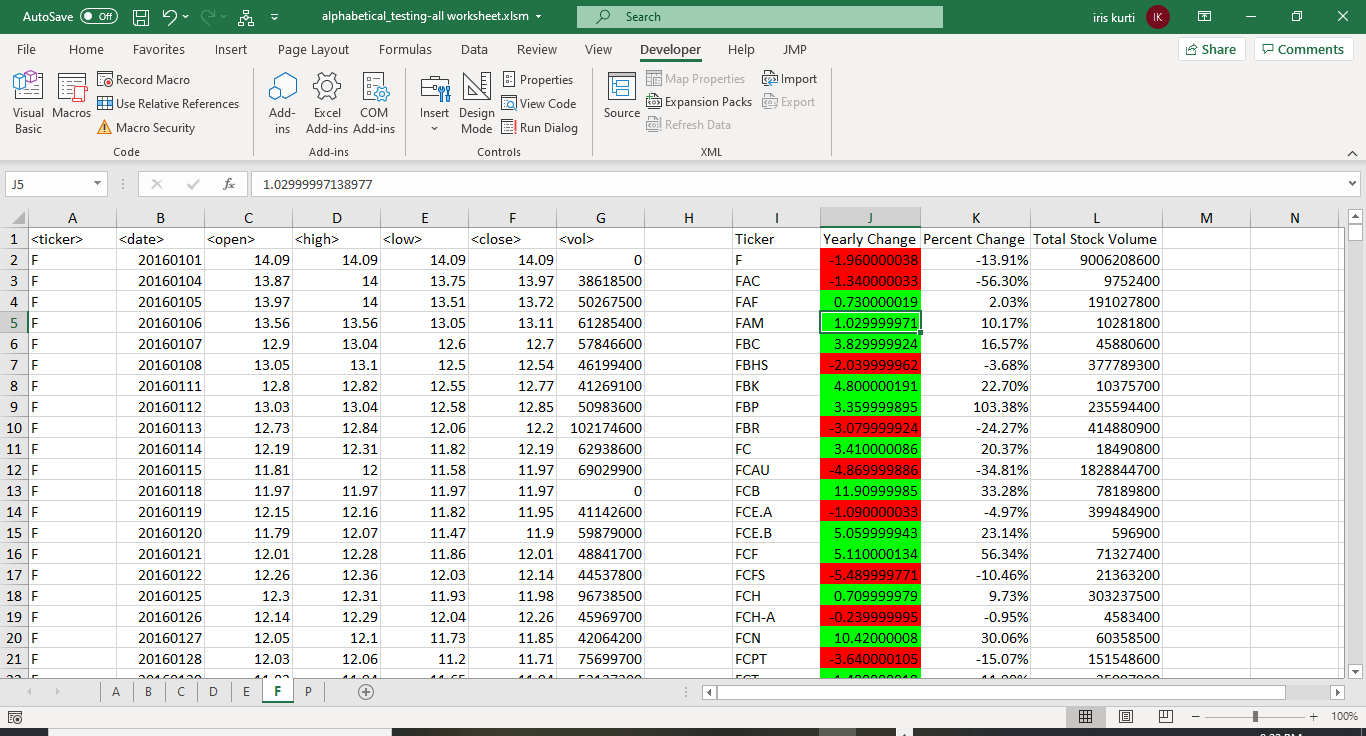 AutoSave Off alphabetical_testing-all worksheet.xlsm Search iris kurti IK
File Home Favorites Insert Page Layout Formulas Data Review View Developer Help JMP Share Comments
Visual Basic Macros Record Macro Use Relative References Macro Security Add-ins Excel Add-ins COM Add-ins Insert Design Mode Properties View Code Run Dialog Source Map Properties Expansion Packs Refresh Data Import Export
Code Add-ins Controls XML
J5 fx 1.02999997138977
A B C D E F G H I J K L M N
1 <ticker> <date> <open> <high> <low> <close> <vol> Ticker Yearly Change Percent Change Total Stock Volume
2 F 20160101 14.09 14.09 14.09 14.09 0 F -1.960000038 -13.91% 9006208600
3 F 20160104 13.87 14 13.75 13.97 38618500 FAC -1.340000033 -56.30% 9752400
4 F 20160105 13.97 14 13.51 13.72 50267500 FAF 0.730000019 2.03% 191027800
5 F 20160106 13.56 13.56 13.05 13.11 61285400 FAM 1.029999971 10.17% 10281800
6 F 20160107 12.9 13.04 12.6 12.7 57846600 FBC 3.829999924 16.57% 45880600
7 F 20160108 13.05 13.1 12.5 12.54 46199400 FBHS -2.039999962 -3.68% 377789300
8 F 20160111 12.8 12.82 12.55 12.77 41269100 FBK 4.800000191 22.70% 10375700
9 F 20160112 13.03 13.04 12.58 12.85 50983600 FBP 3.359999895 103.38% 235594400
10 F 20160113 12.73 12.84 12.06 12.2 102174600 FBR -3.079999924 -24.27% 414880900
11 F 20160114 12.19 12.31 11.82 12.19 62938600 FC 3.410000086 20.37% 18490800
12 F 20160115 11.81 12 11.58 11.97 69029900 FCAU -4.869999886 -34.81% 1828844700
13 F 20160118 11.97 11.97 11.97 11.97 0 FCB 11.90999985 33.28% 78189800
14 F 20160119 12.15 12.16 11.82 11.95 41142600 FCE.A -1.090000033 -4.97% 399484900
15 F 20160120 11.79 12.07 11.47 11.9 59879000 FCE.B 5.059999943 23.14% 596900
16 F 20160121 12.01 12.28 11.86 12.01 48841700 FCF 5.110000134 56.34% 71327400
17 F 20160122 12.26 12.36 12.03 12.14 44537800 FCFS -5.489999771 -10.46% 21363200
18 F 20160125 12.3 12.31 11.93 11.98 96738500 FCH 0.709999979 9.73% 303237500
19 F 20160126 12.14 12.29 12.04 12.26 45969700 FCH-A -0.239999995 -0.95% 4583400
20 F 20160127 12.05 12.1 11.73 11.85 42064200 FCN 10.42000008 30.06% 60358500
21 F 20160128 12.03 12.06 11.2 11.71 75699700 FCPT -3.640000105 -15.07% 151548600
A B C D E F P
100%